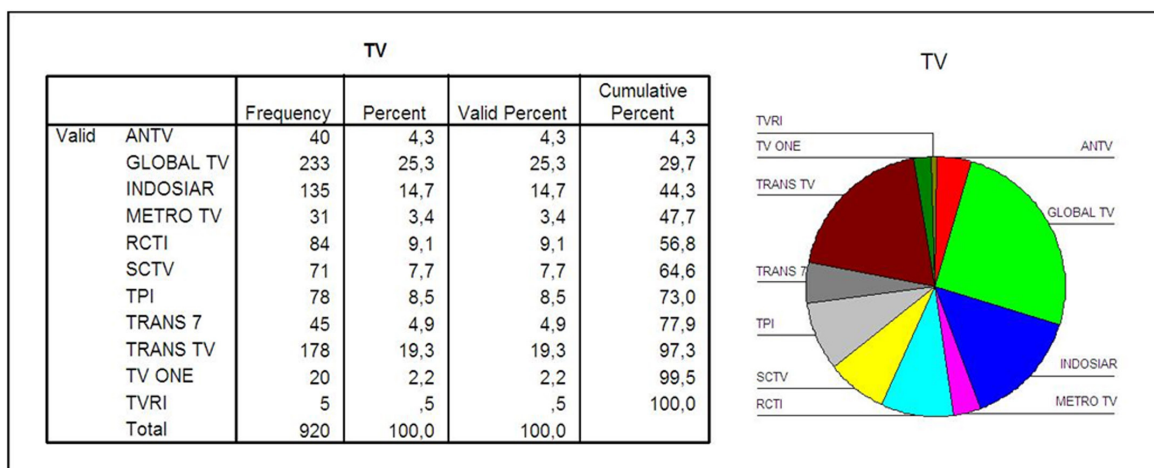 TV
Frequency Percent Valid Percent Cumulative Percent
Valid ANTV 40 4,3 4,3 4,3
GLOBAL TV 233 25,3 25,3 29,7
INDOSIAR 135 14,7 14,7 44,3
METRO TV 31 3,4 3,4 47,7
RCTI 84 9,1 9,1 56,8
SCTV 71 7,7 7,7 64,6
TPI 78 8,5 8,5 73,0
TRANS 7 45 4,9 4,9 77,9
TRANS TV 178 19,3 19,3 97,3
TV ONE 20 2,2 2,2 99,5
TVRI 5 ,5 ,5 100,0
Total 920 100,0 100,0
TV
TVRI
TV ONE
ANTV
TRANS TV
GLOBAL TV
TRANS 7
TPI
INDOSIAR
SCTV
METRO TV
RCTI